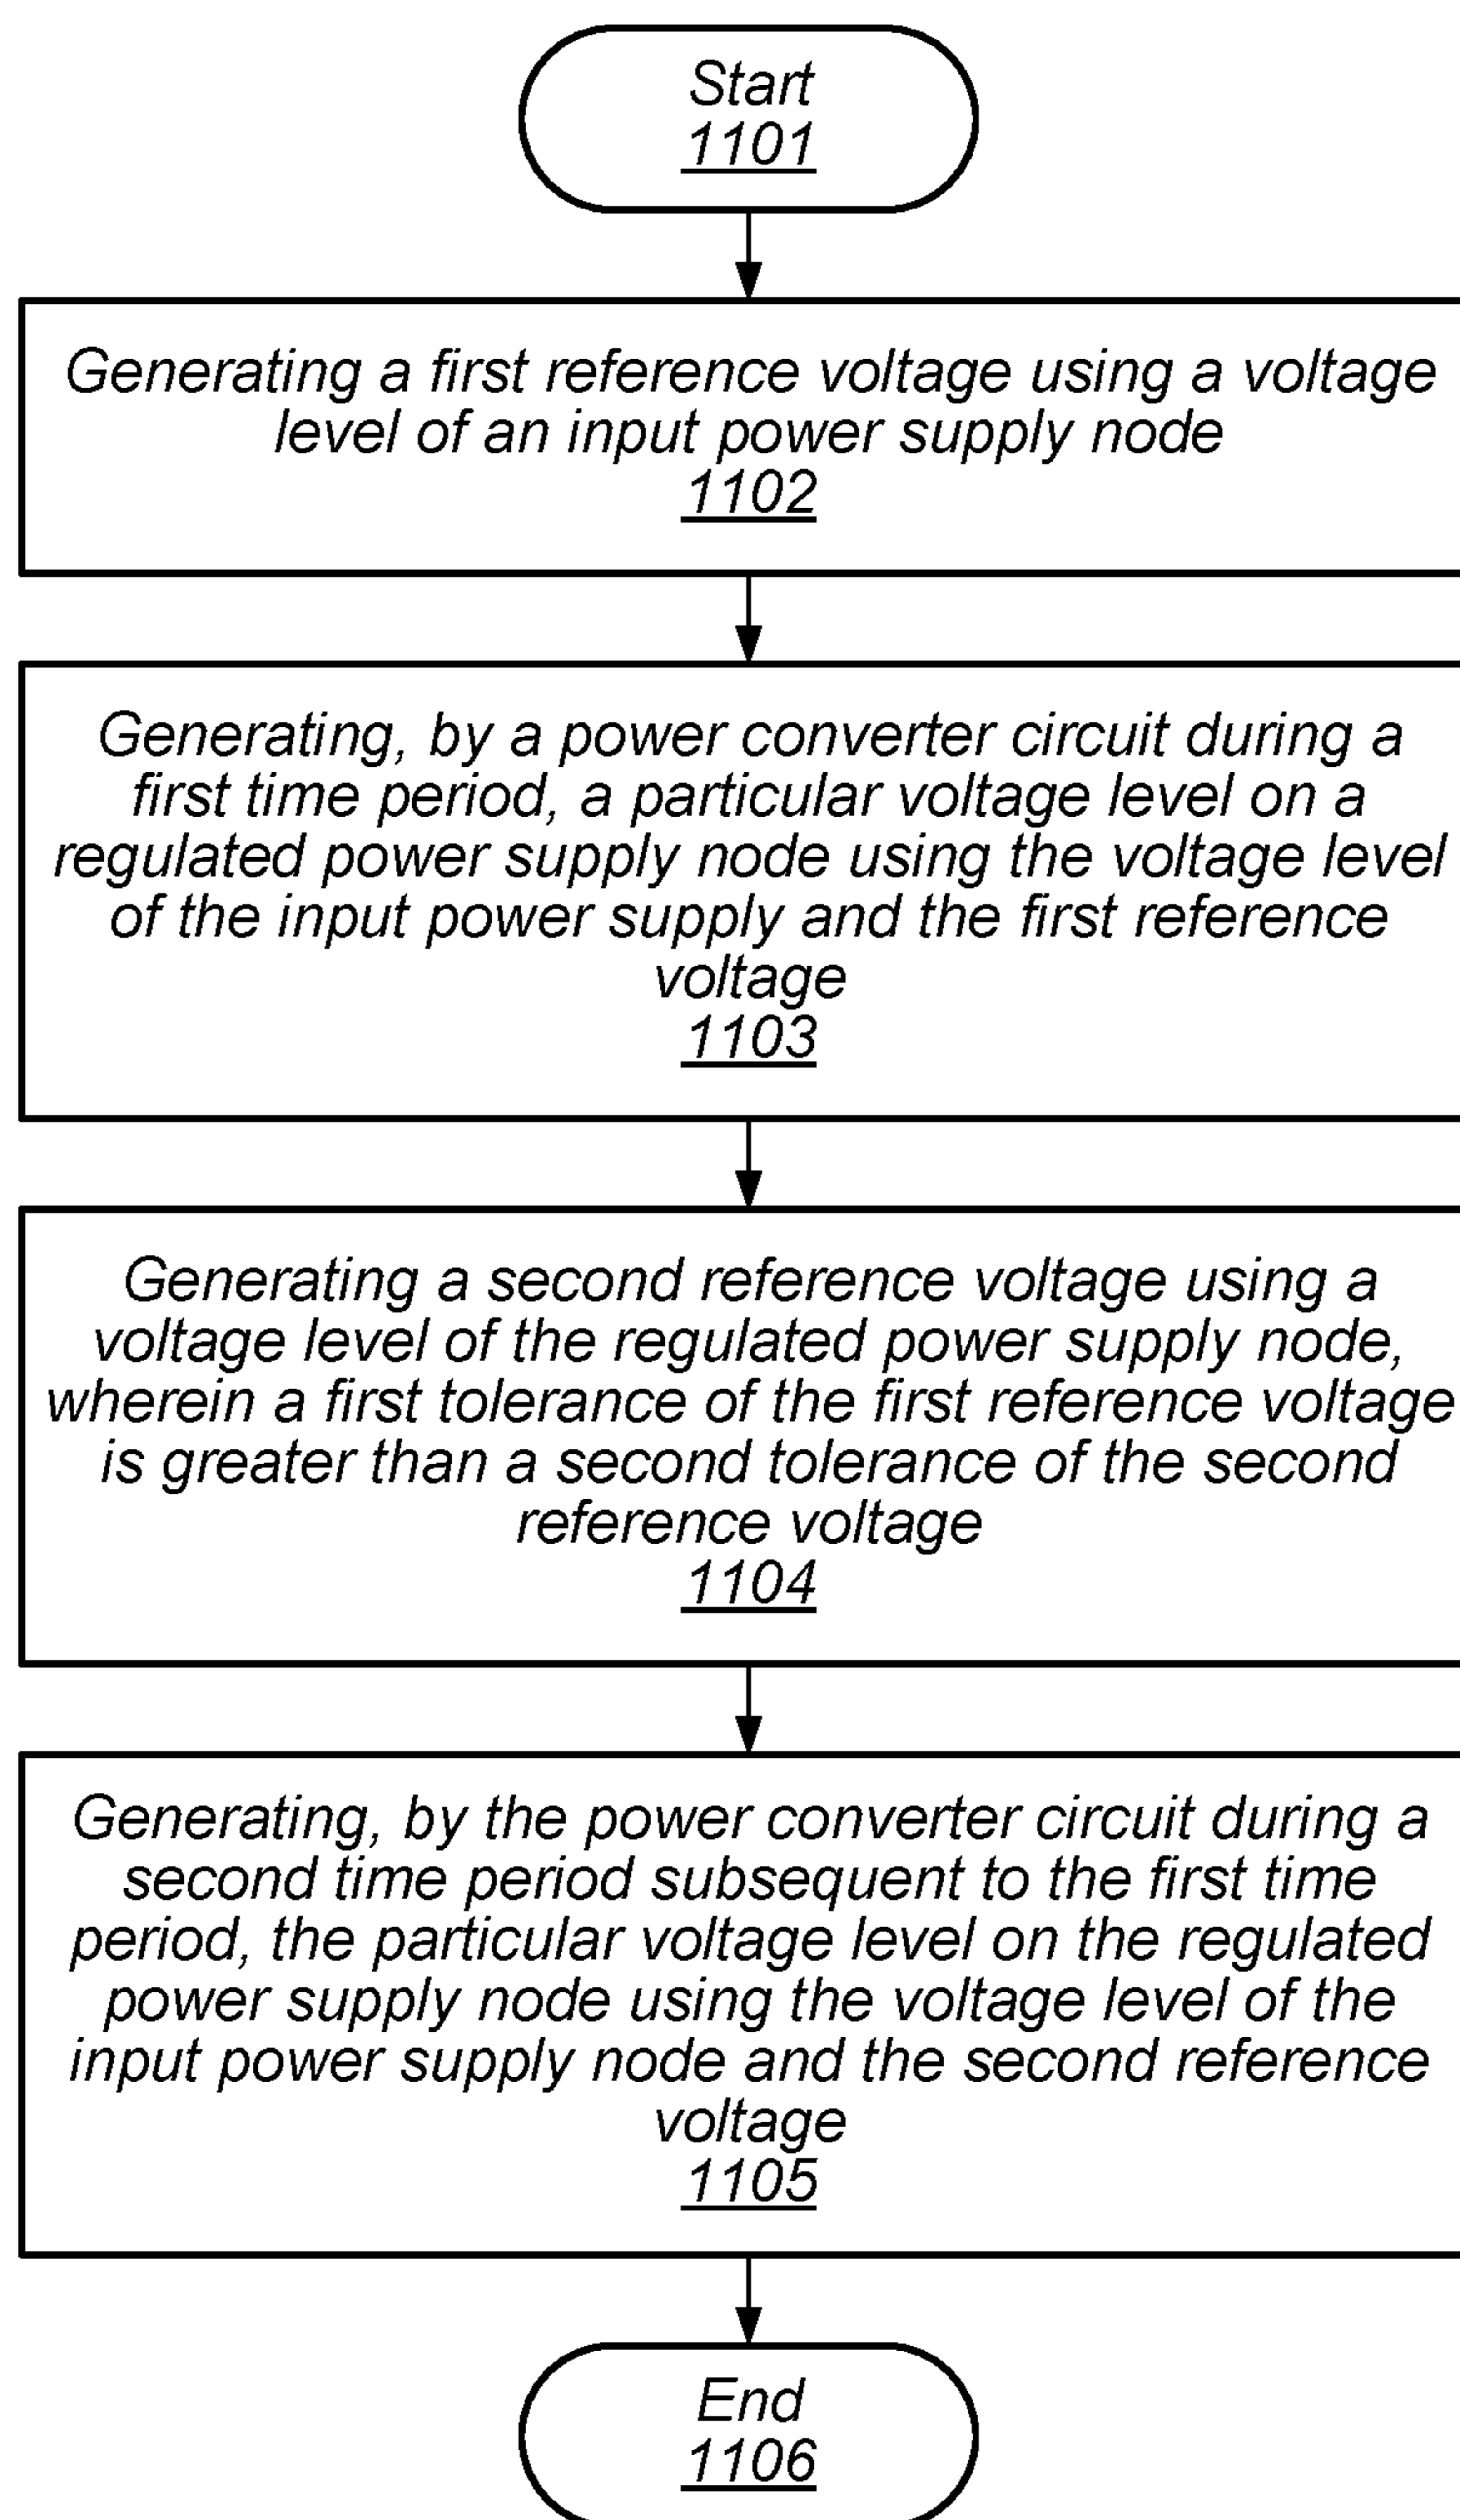 Start
1101
Generating a first reference voltage using a voltage
level of an input power supply node
1102
Generating, by a power converter circuit during a
first time period, a particular voltage level on a
regulated power supply node using the voltage level
of the input power supply and the first reference
voltage
1103
Generating a second reference voltage using a
voltage level of the regulated power supply node,
wherein a first tolerance of the first reference voltage
is greater than a second tolerance of the second
reference voltage
1104
Generating, by the power converter circuit during a
second time period subsequent to the first time
period, the particular voltage level on the regulated
power supply node using the voltage level of the
input power supply node and the second reference
voltage
1105
End
1106